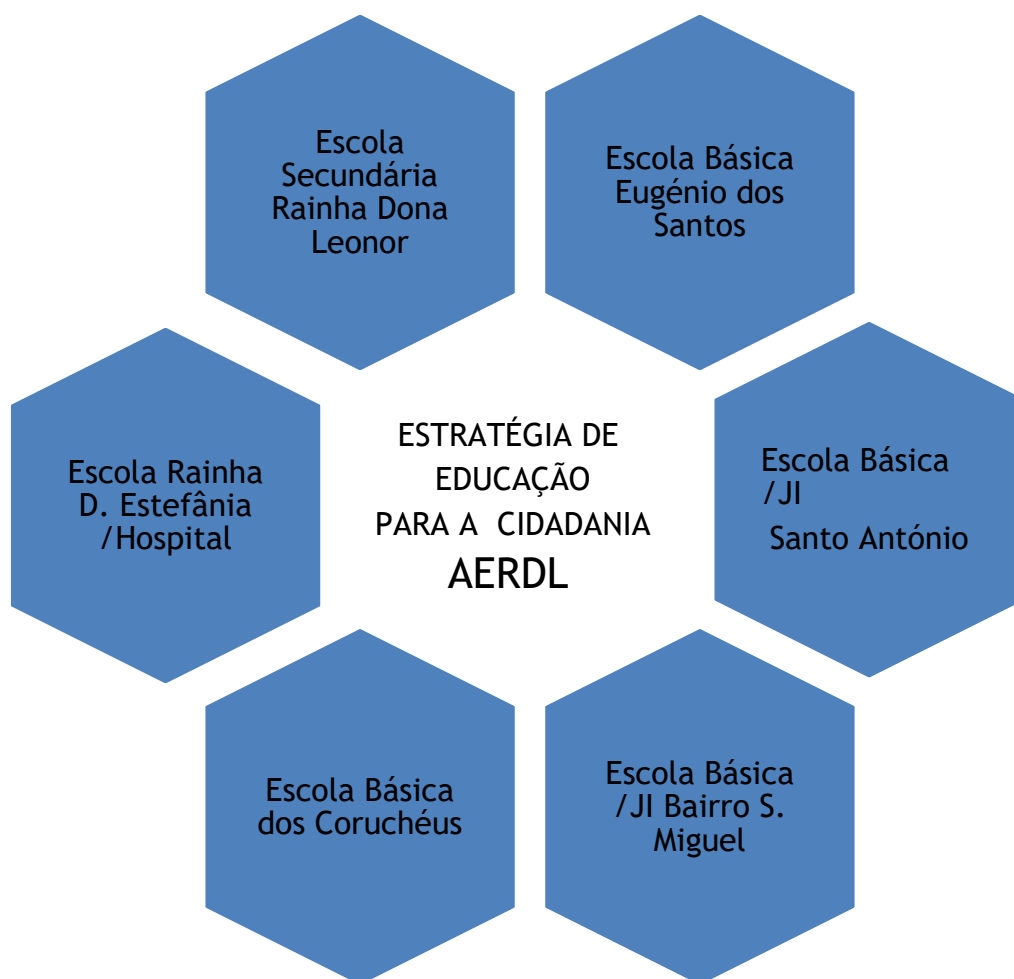 Escola
Secundária
Rainha Dona
Leonor
Escola Básica
Eugénio dos
Santos
Escola Rainha
D. Estefânia
/Hospital
ESTRATÉGIA DE
EDUCAÇÃO
PARA A CIDADANIA
AERDL
Escola Básica
/JI
Santo António
Escola Básica
dos Coruchéus
Escola Básica
/JI Bairro S.
Miguel